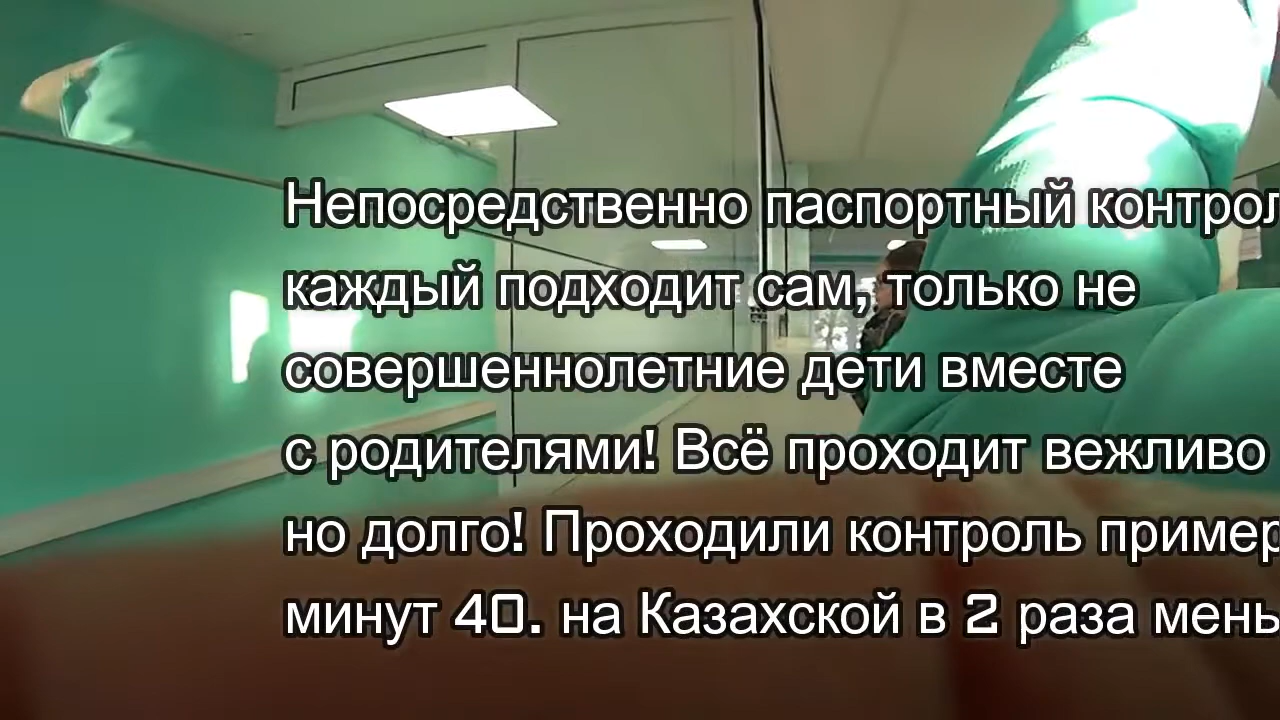 Непосредственно паспортный контрол
каждый подходит сам, только не
совершеннолетние дети вместе
с родителями! Всё проходит вежливо
но долго! Проходили контроль пример
минут 40. на Казахской в 2 раза мень